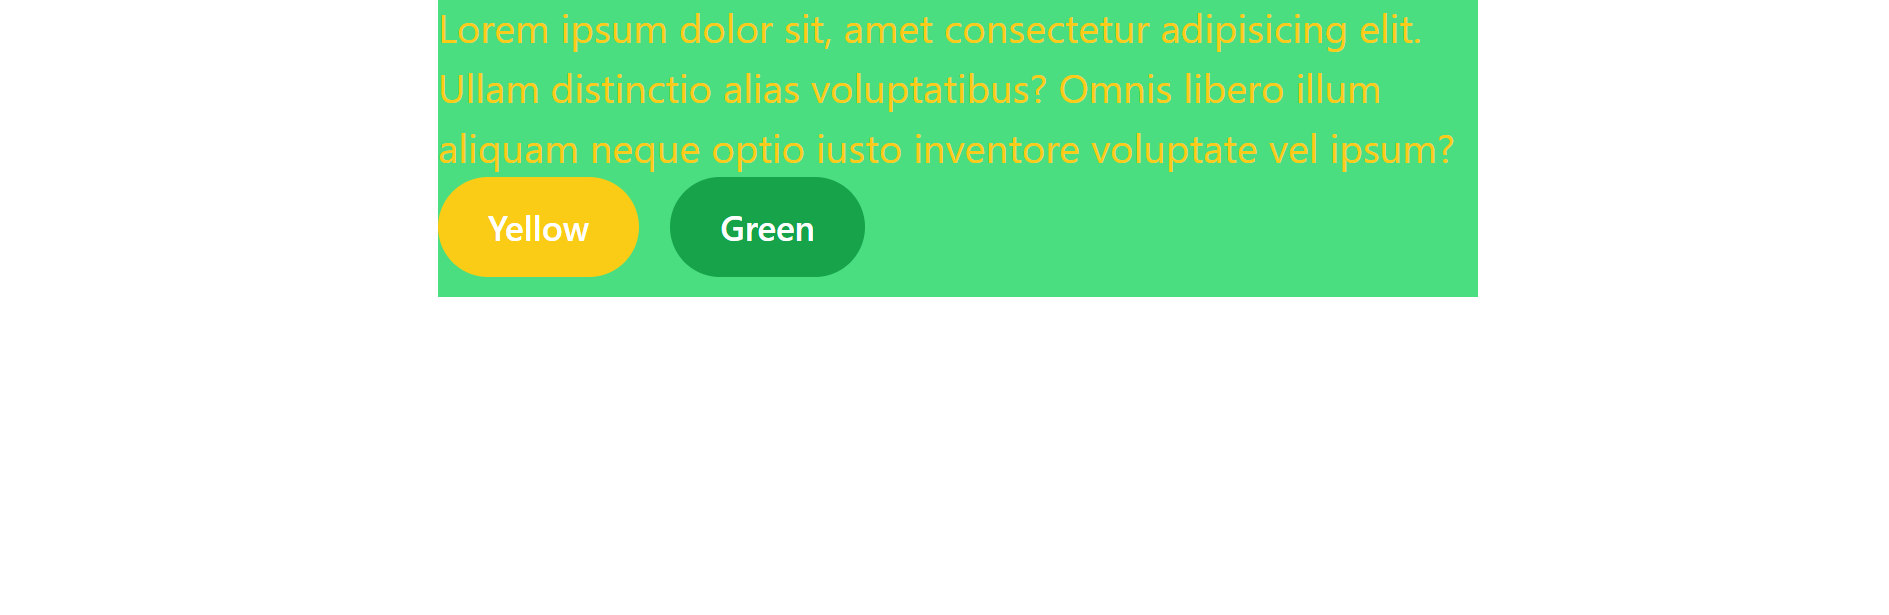 Lorem ipsum dolor sit, amet consectetur adipisicing elit.
Ullam distinctio alias voluptatibus? Omnis libero illum
aliquam neque optio iusto inventore voluptate vel ipsum?
Yellow Green